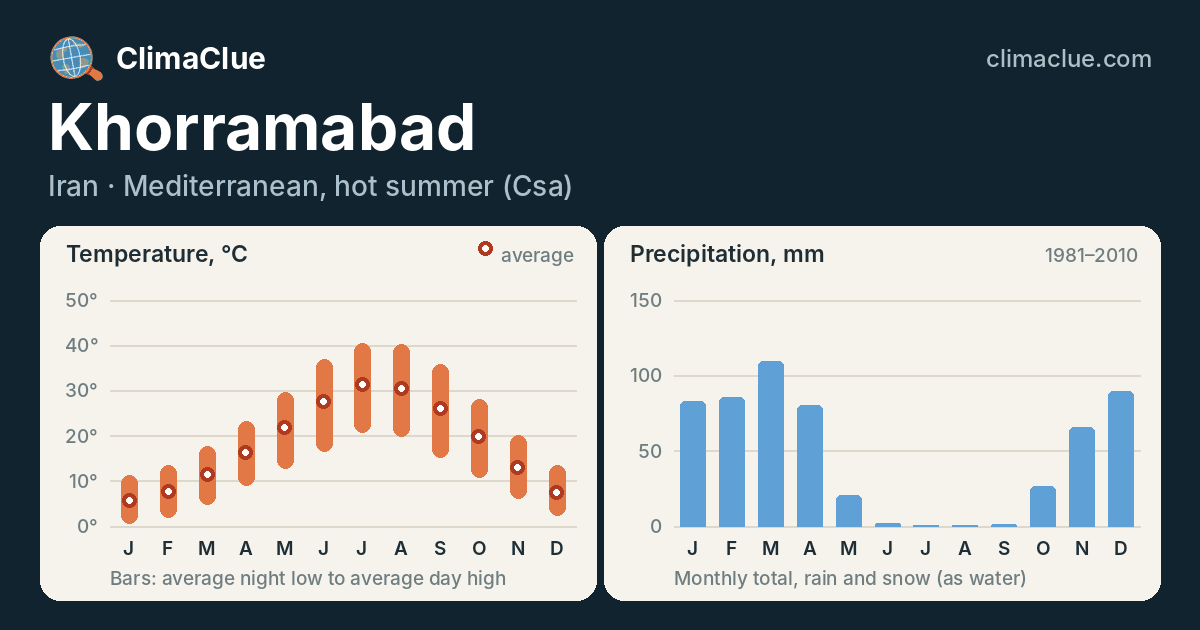 ClimaClue
climaclue.com
Khorramabad
Iran · Mediterranean, hot summer (Csa)
Temperature, °C
average
50°
40°
30°
20°
10°
0°
J F M A M J J A S O N D
Bars: average night low to average day high
Precipitation, mm
1981–2010
150
100
50
0
J F M A M J J A S O N D
Monthly total, rain and snow (as water)